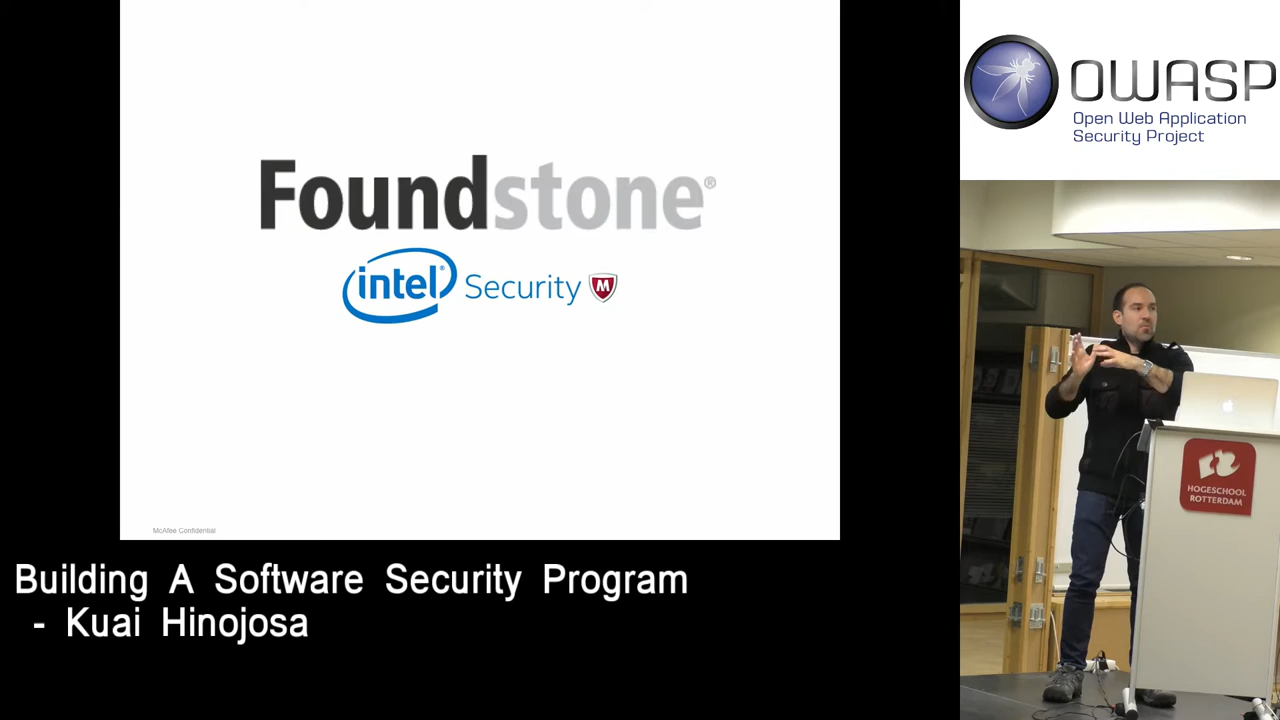 Foundstone®
intel® Security M
McAfee Confidential
Building A Software Security Program
- Kuai Hinojosa
OWASP
Open Web Application
Security Project
HOGESCHOOL
ROTTERDAM